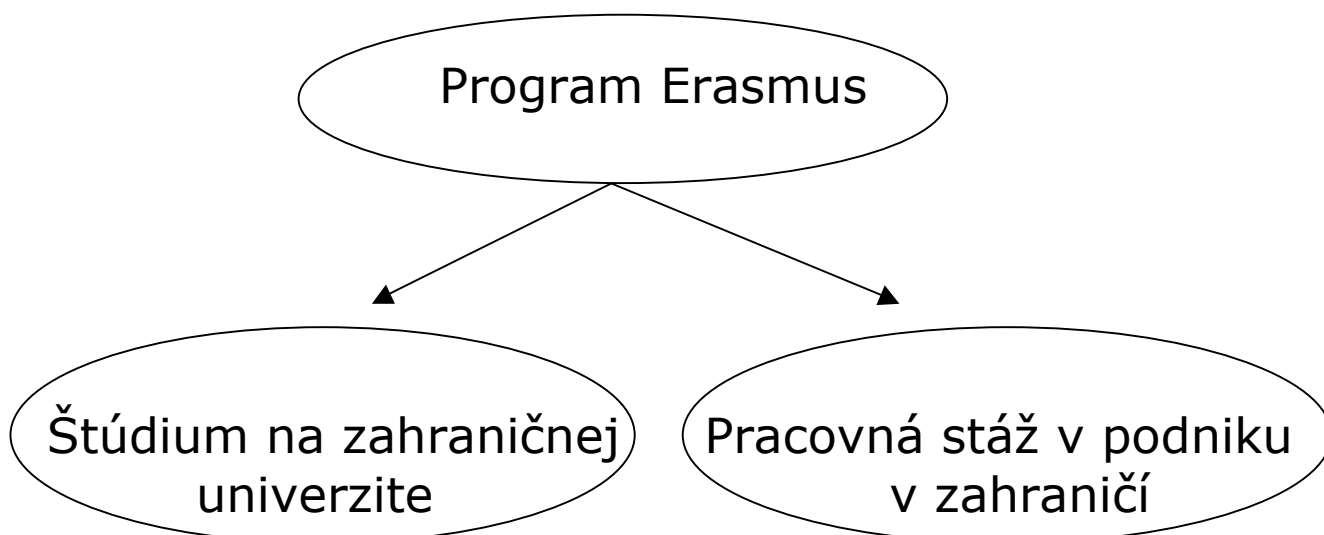 Program Erasmus
Štúdium na zahraničnej
univerzite
Pracovná stáž v podniku
v zahraničí